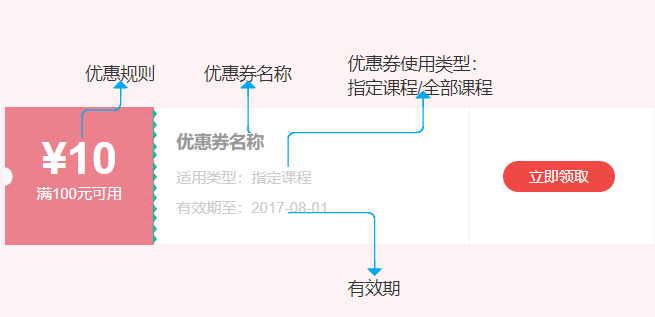 优惠规则
优惠券名称
优惠券使用类型：
指定课程/全部课程
¥10
满100元可用
优惠券名称
适用类型：指定课程
有效期至：2017-08-01
立即领取
有效期